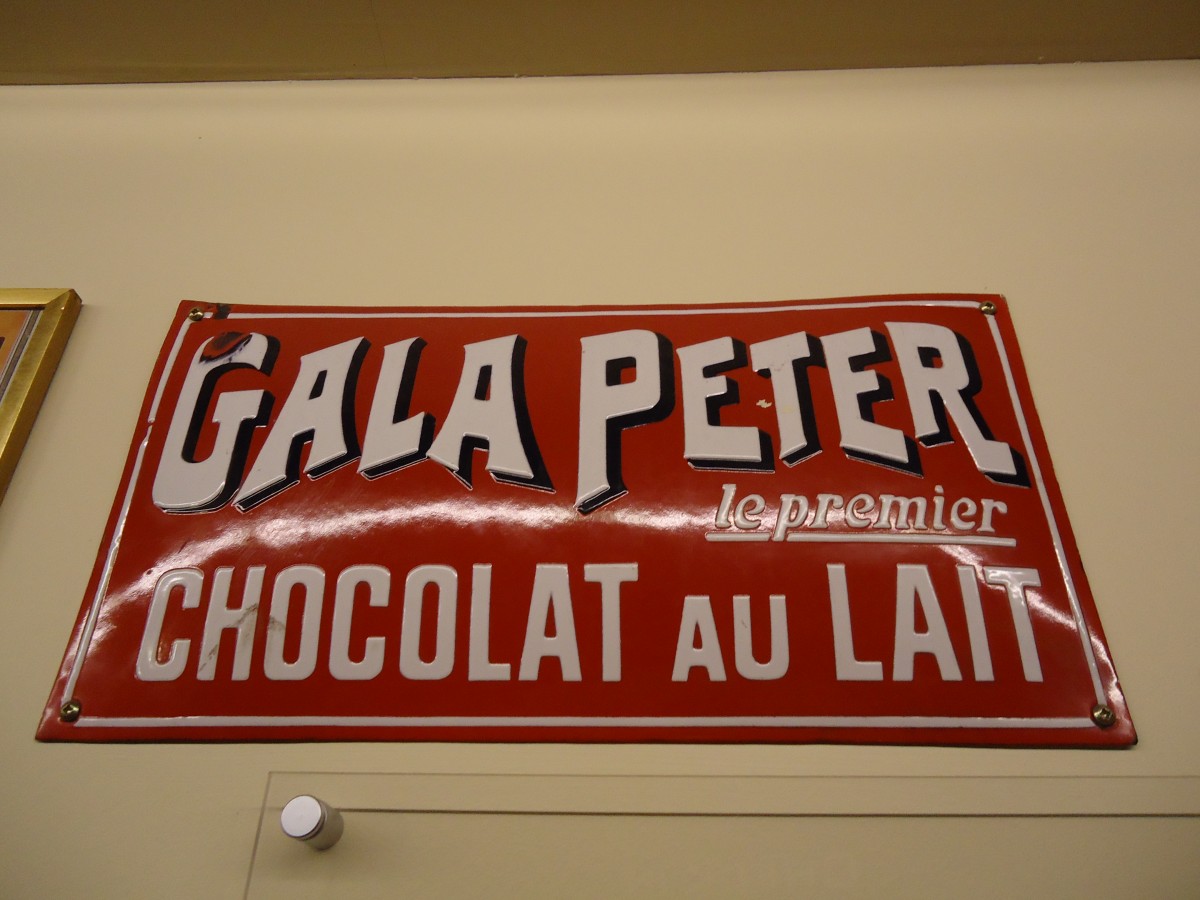 GALA PETER
le premier
CHOCOLAT AU LAIT